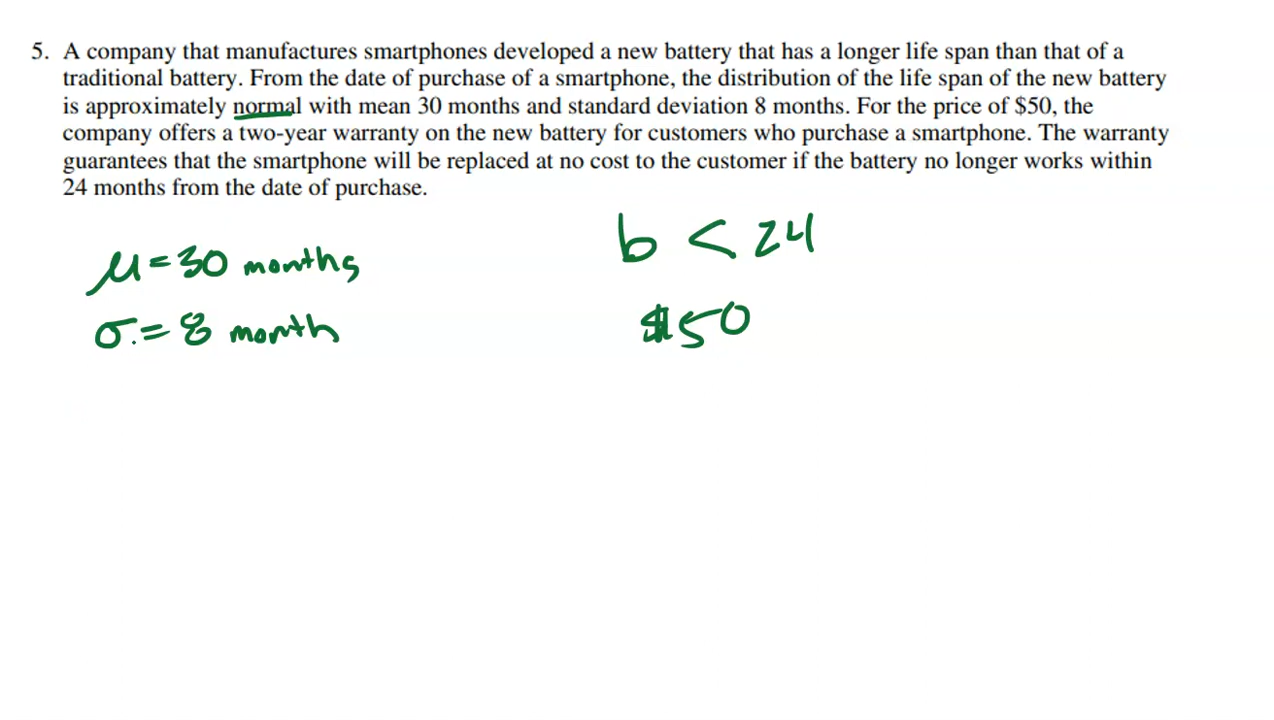 5. A company that manufactures smartphones developed a new battery that has a longer life span than that of a
traditional battery. From the date of purchase of a smartphone, the distribution of the life span of the new battery
is approximately normal with mean 30 months and standard deviation 8 months. For the price of $50, the
company offers a two-year warranty on the new battery for customers who purchase a smartphone. The warranty
guarantees that the smartphone will be replaced at no cost to the customer if the battery no longer works within
24 months from the date of purchase.
b < 24
μ = 30 months
$50
σ = 8 month